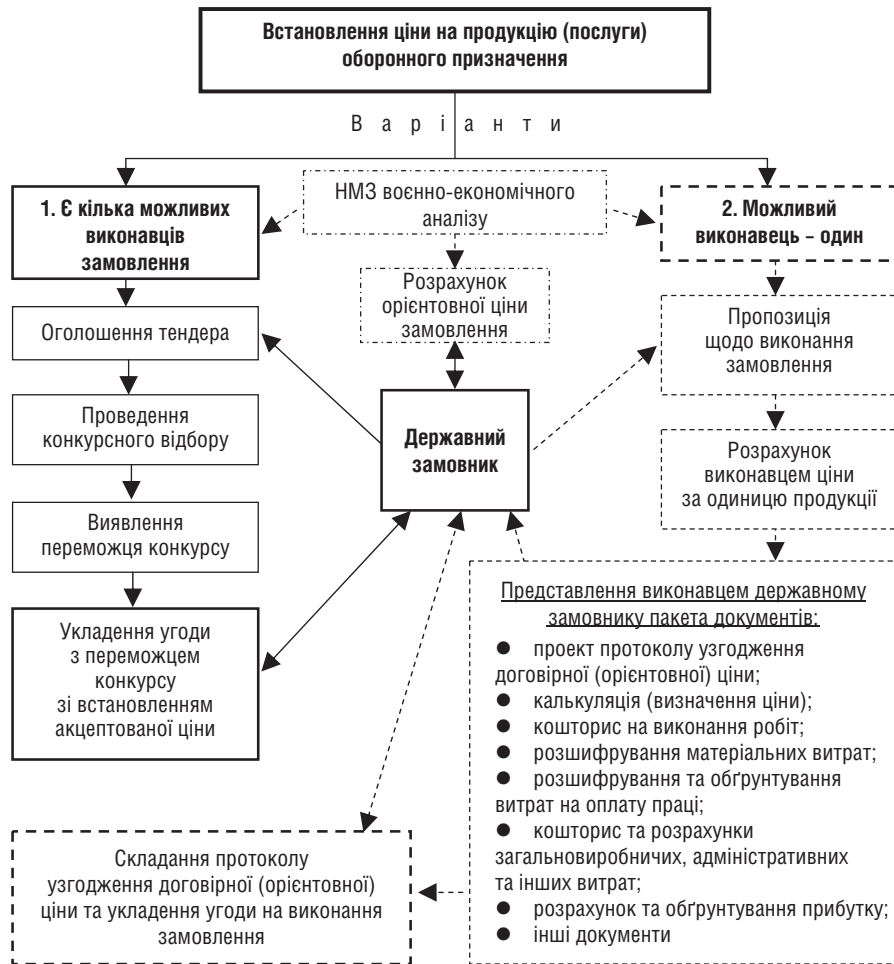 Встановлення ціни на продукцію (послуги)
оборонного призначення
В а р і а н т и
1. Є кілька можливих
виконавців
замовлення
НМЗ воєнно-економічного
аналізу
2. Можливий
виконавець – один
Розрахунок
орієнтовної ціни
замовлення
Оголошення тендера
Пропозиція
щодо виконання
замовлення
Проведення
конкурсного відбору
Державний
замовник
Розрахунок
виконавцем ціни
за одиницю продукції
Виявлення
переможця конкурсу
Укладення угоди
з переможцем
конкурсу
зі встановленням
акцептованої ціни
Представлення виконавцем державному
замовнику пакета документів:
● проект протоколу узгодження
договірної (орієнтовної) ціни;
● калькуляція (визначення ціни);
● кошторис на виконання робіт;
● розшифрування матеріальних витрат;
● розшифрування та обґрунтування
витрат на оплату праці;
● кошторис та розрахунки
загальновиробничих, адміністративних
та інших витрат;
● розрахунок та обґрунтування прибутку;
● інші документи
Складання протоколу
узгодження договірної (орієнтовної)
ціни та укладення угоди на виконання
замовлення